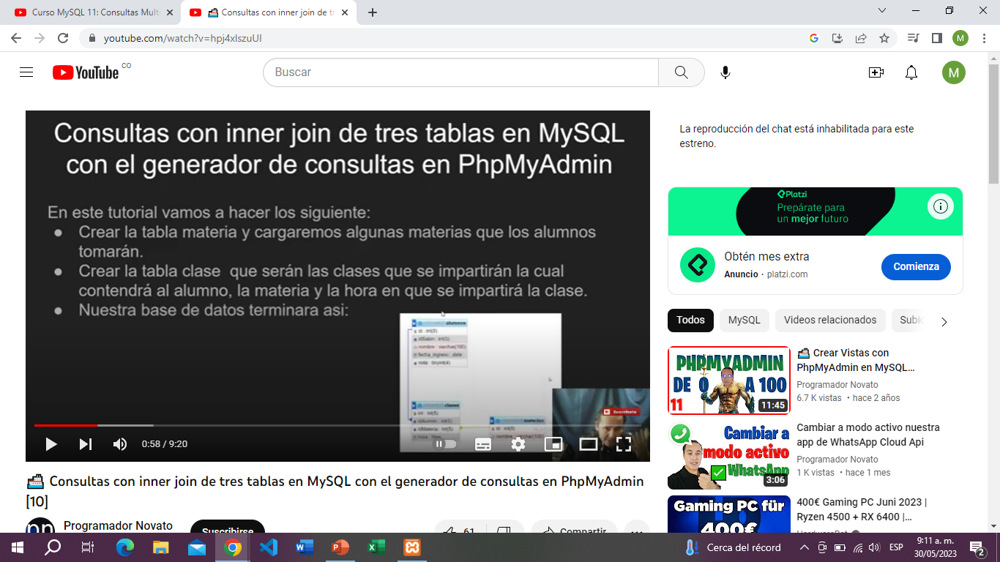 Curso MySQL 11: Consultas Mult
Consultas con inner join de tr
youtube.com/watch?v=hpj4xlszuUI
M
YouTube CO
Buscar
M
Consultas con inner join de tres tablas en MySQL
con el generador de consultas en PhpMyAdmin
En este tutorial vamos a hacer los siguiente:
● Crear la tabla materia y cargaremos algunas materias que los alumnos
tomarán.
● Crear la tabla clase que serán las clases que se impartirán la cual
contendrá al alumno, la materia y la hora en que se impartirá la clase.
● Nuestra base de datos terminara asi:
alumnos
id : int(5)
idSalon : int(5)
nombre : varchar(100)
fecha_ingreso : date
nota : tinyint(4)
clases
int : int(5)
idAlumno : int(5)
idMateria : int(5)
materias
id : int(5)
Suscribete
0:58 / 9:20
Consultas con inner join de tres tablas en MySQL con el generador de consultas en PhpMyAdmin
[10]
Programador Novato
Suscribirse
61
Compartir
La reproducción del chat está inhabilitada para este
estreno.
Platzi
Prepárate para
un mejor futuro
Obtén mes extra
Anuncio · platzi.com
Comienza
Todos
MySQL
Videos relacionados
Subi
PHPMYADMIN
DE 0 A 100
11
11:45
Crear Vistas con
PhpMyAdmin en MySQL…
Programador Novato
6.7 K vistas • hace 2 años
Cambiar a
modo activo
WhatsApp
3:06
Cambiar a modo activo nuestra
app de WhatsApp Cloud Api
Programador Novato
1 K vistas • hace 1 mes
Gaming PC für
400€
400€ Gaming PC Juni 2023 |
Ryzen 4500 + RX 6400 |…
Cerca del récord
ESP
9:11 a. m.
30/05/2023
2